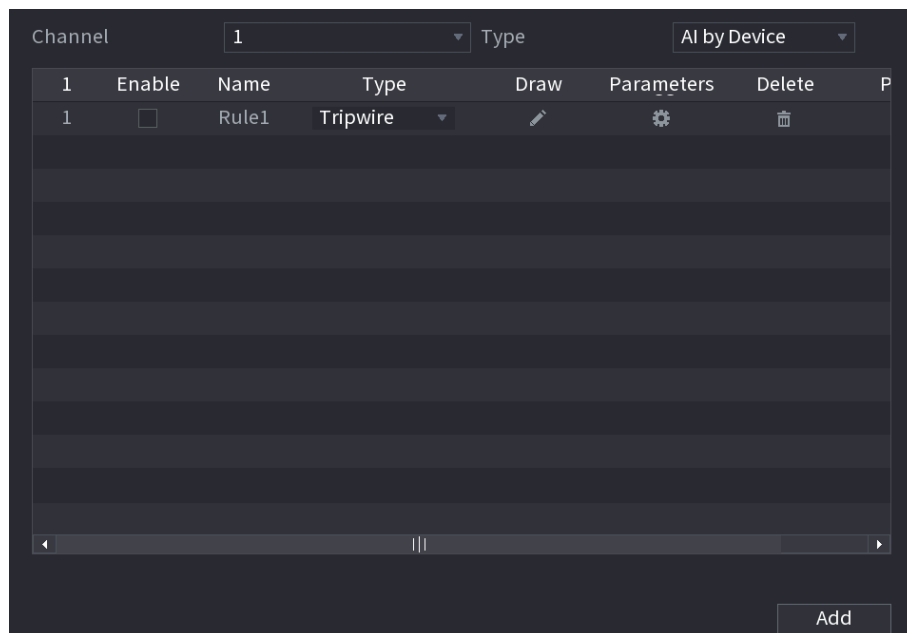 Channel 1 Type AI by Device
1 Enable Name Type Draw Parameters Delete P
1 Rule1 Tripwire
Add